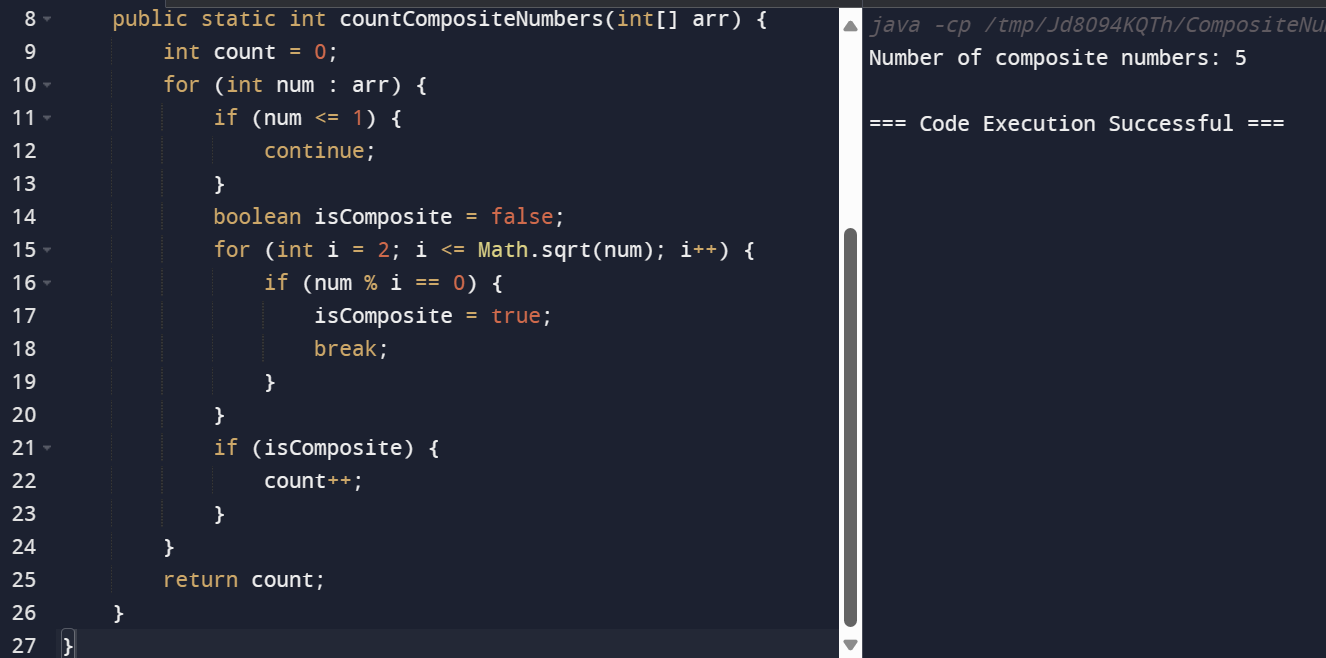 8 public static int countCompositeNumbers(int[] arr) {
9 int count = 0;
10 for (int num : arr) {
11 if (num <= 1) {
12 continue;
13 }
14 boolean isComposite = false;
15 for (int i = 2; i <= Math.sqrt(num); i++) {
16 if (num % i == 0) {
17 isComposite = true;
18 break;
19 }
20 }
21 if (isComposite) {
22 count++;
23 }
24 }
25 return count;
26 }
27 }
java -cp /tmp/Jd8O94KQTh/CompositeNu
Number of composite numbers: 5
=== Code Execution Successful ===